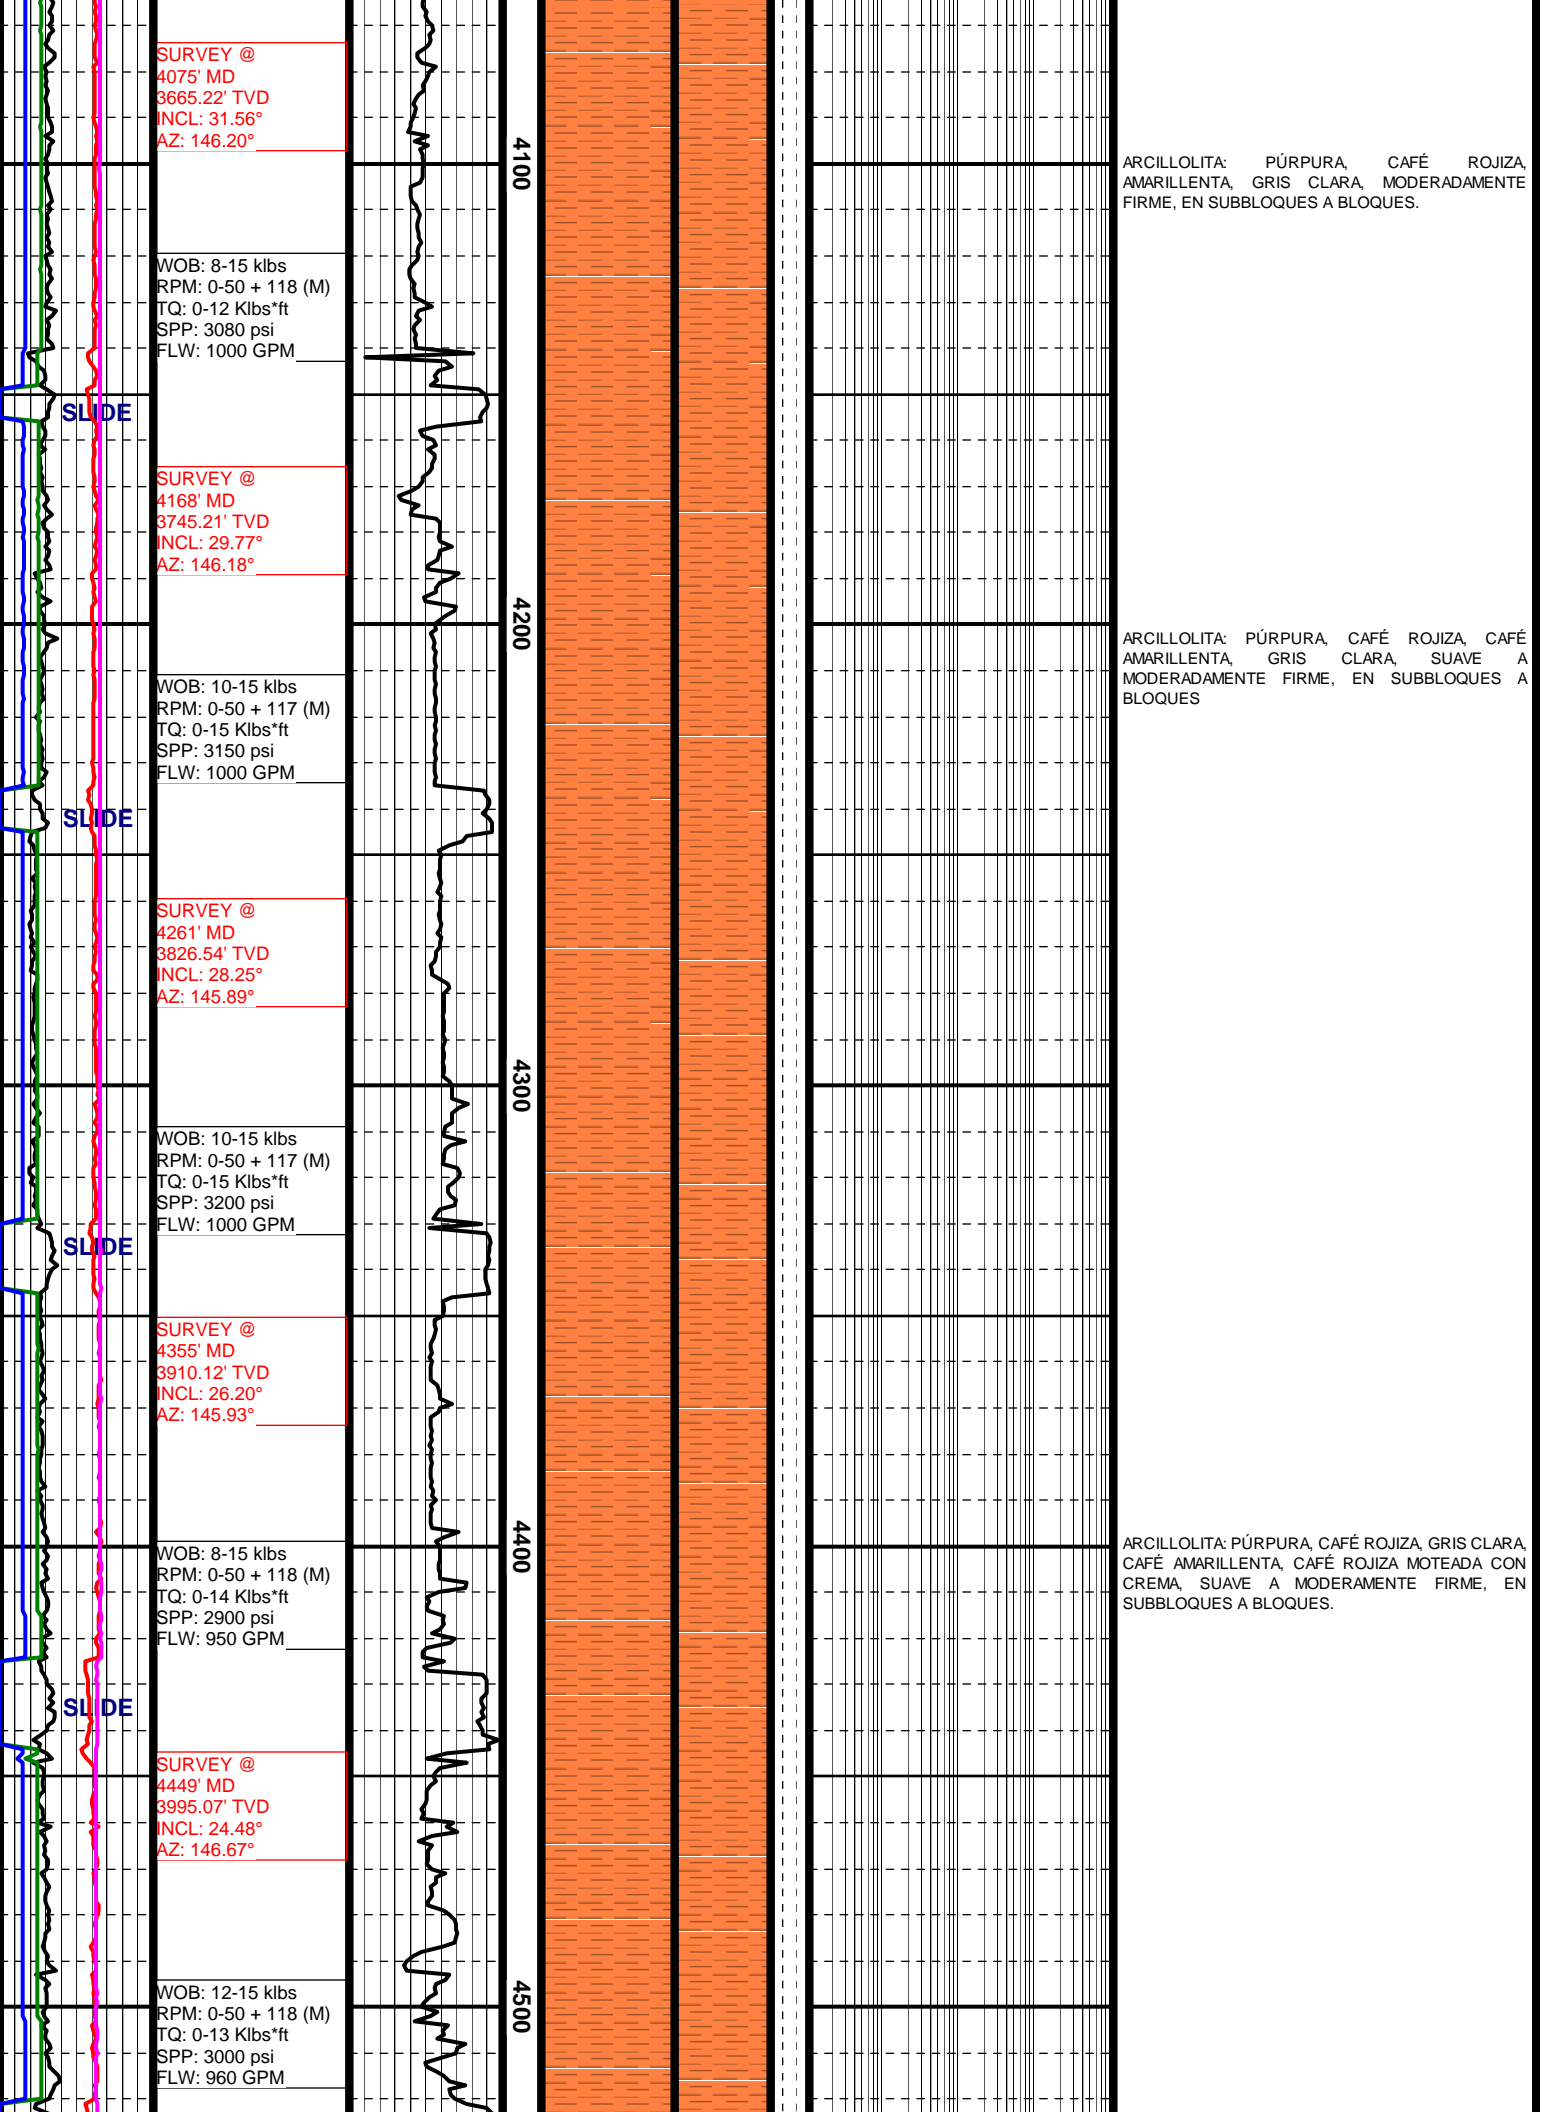 SURVEY @
4075' MD
3665.22' TVD
INCL: 31.56°
AZ: 146.20°
4100
ARCILLOLITA: PÚRPURA, CAFÉ ROJIZA,
AMARILLENTA, GRIS CLARA, MODERADAMENTE
FIRME, EN SUBBLOQUES A BLOQUES.
WOB: 8-15 klbs
RPM: 0-50 + 118 (M)
TQ: 0-12 Klbs*ft
SPP: 3080 psi
FLW: 1000 GPM
SLIDE
SURVEY @
4168' MD
3745.21' TVD
INCL: 29.77°
AZ: 146.18°
4200
ARCILLOLITA: PÚRPURA, CAFÉ ROJIZA, CAFÉ
AMARILLENTA, GRIS CLARA, SUAVE A
MODERADAMENTE FIRME, EN SUBBLOQUES A
BLOQUES
WOB: 10-15 klbs
RPM: 0-50 + 117 (M)
TQ: 0-15 Klbs*ft
SPP: 3150 psi
FLW: 1000 GPM
SLIDE
SURVEY @
4261' MD
3826.54' TVD
INCL: 28.25°
AZ: 145.89°
4300
WOB: 10-15 klbs
RPM: 0-50 + 117 (M)
TQ: 0-15 Klbs*ft
SPP: 3200 psi
FLW: 1000 GPM
SLIDE
SURVEY @
4355' MD
3910.12' TVD
INCL: 26.20°
AZ: 145.93°
4400
ARCILLOLITA: PÚRPURA, CAFÉ ROJIZA, GRIS CLARA,
CAFÉ AMARILLENTA, CAFÉ ROJIZA MOTEADA CON
CREMA, SUAVE A MODERAMENTE FIRME, EN
SUBBLOQUES A BLOQUES.
WOB: 8-15 klbs
RPM: 0-50 + 118 (M)
TQ: 0-14 Klbs*ft
SPP: 2900 psi
FLW: 950 GPM
SLIDE
SURVEY @
4449' MD
3995.07' TVD
INCL: 24.48°
AZ: 146.67°
4500
WOB: 12-15 klbs
RPM: 0-50 + 118 (M)
TQ: 0-13 Klbs*ft
SPP: 3000 psi
FLW: 960 GPM